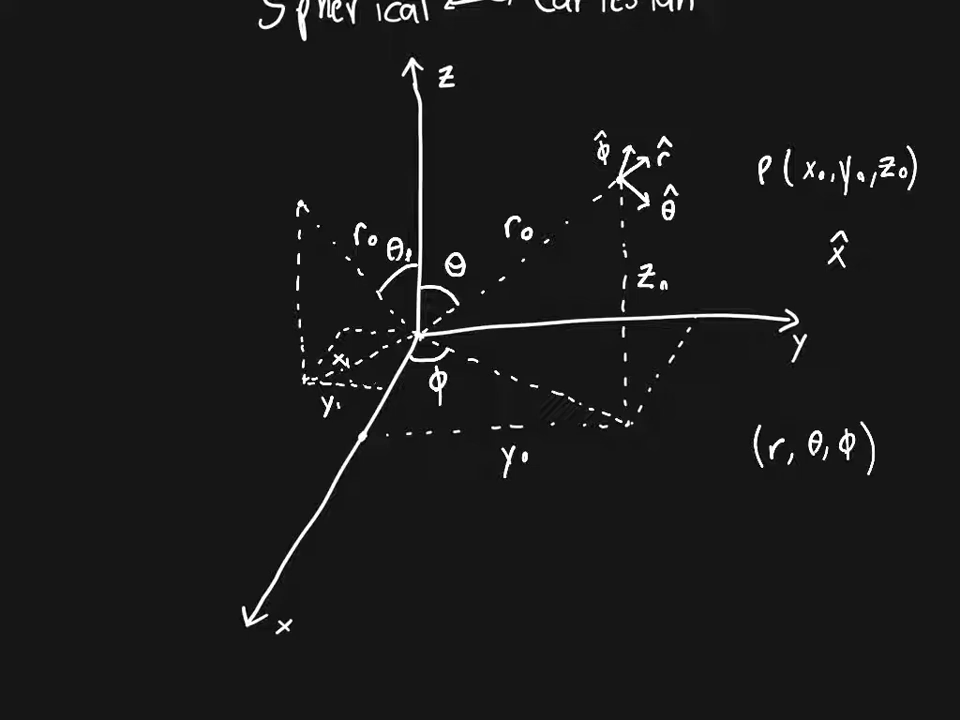 Spherical ← Cartesian
z
φ̂ r̂
θ̂
P(x₀,y₀,z₀)
x̂
r₀ θ₁ θ r₀
z₀
y
x₁
φ
y₁
y₀
(r, θ, φ)
x